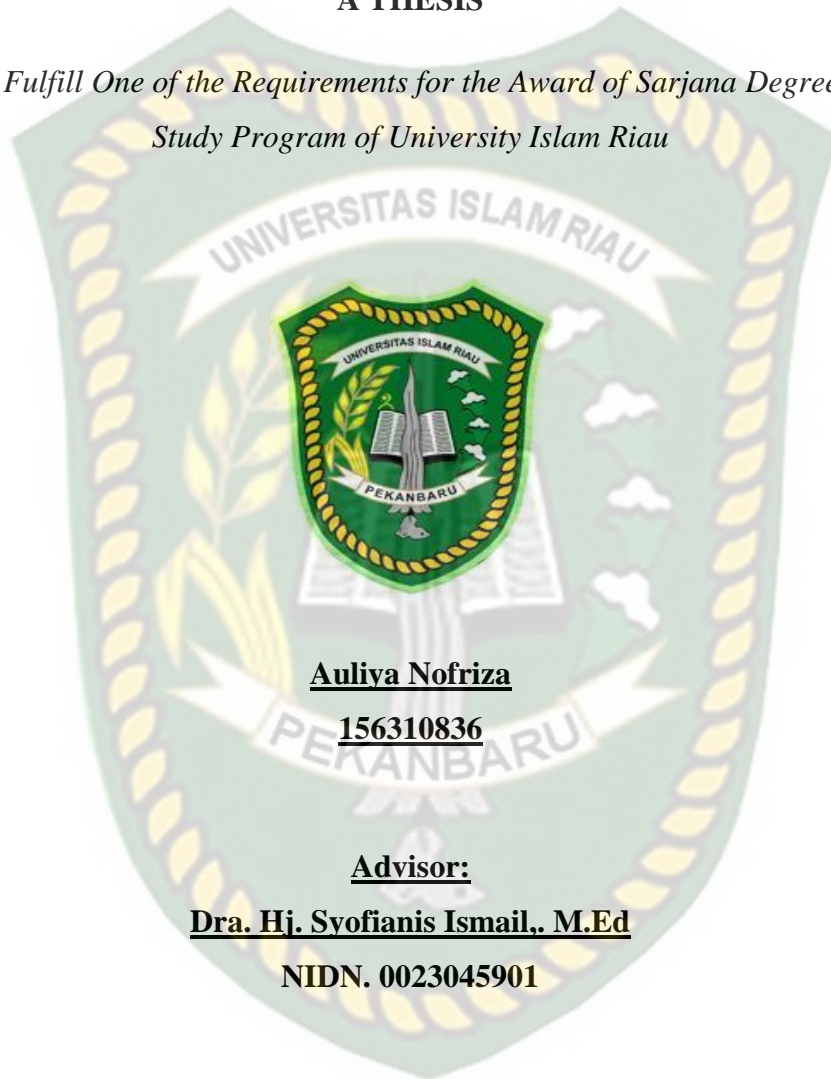 A THESIS
Fulfill One of the Requirements for the Award of Sarjana Degree
Study Program of University Islam Riau
UNIVERSITAS ISLAM RIAU
UNIVERSITAS ISLAM RIAU
PEKANBARU
Auliya Nofriza
156310836
PEKANBARU
Advisor:
Dra. Hj. Syofianis Ismail,. M.Ed
NIDN. 0023045901